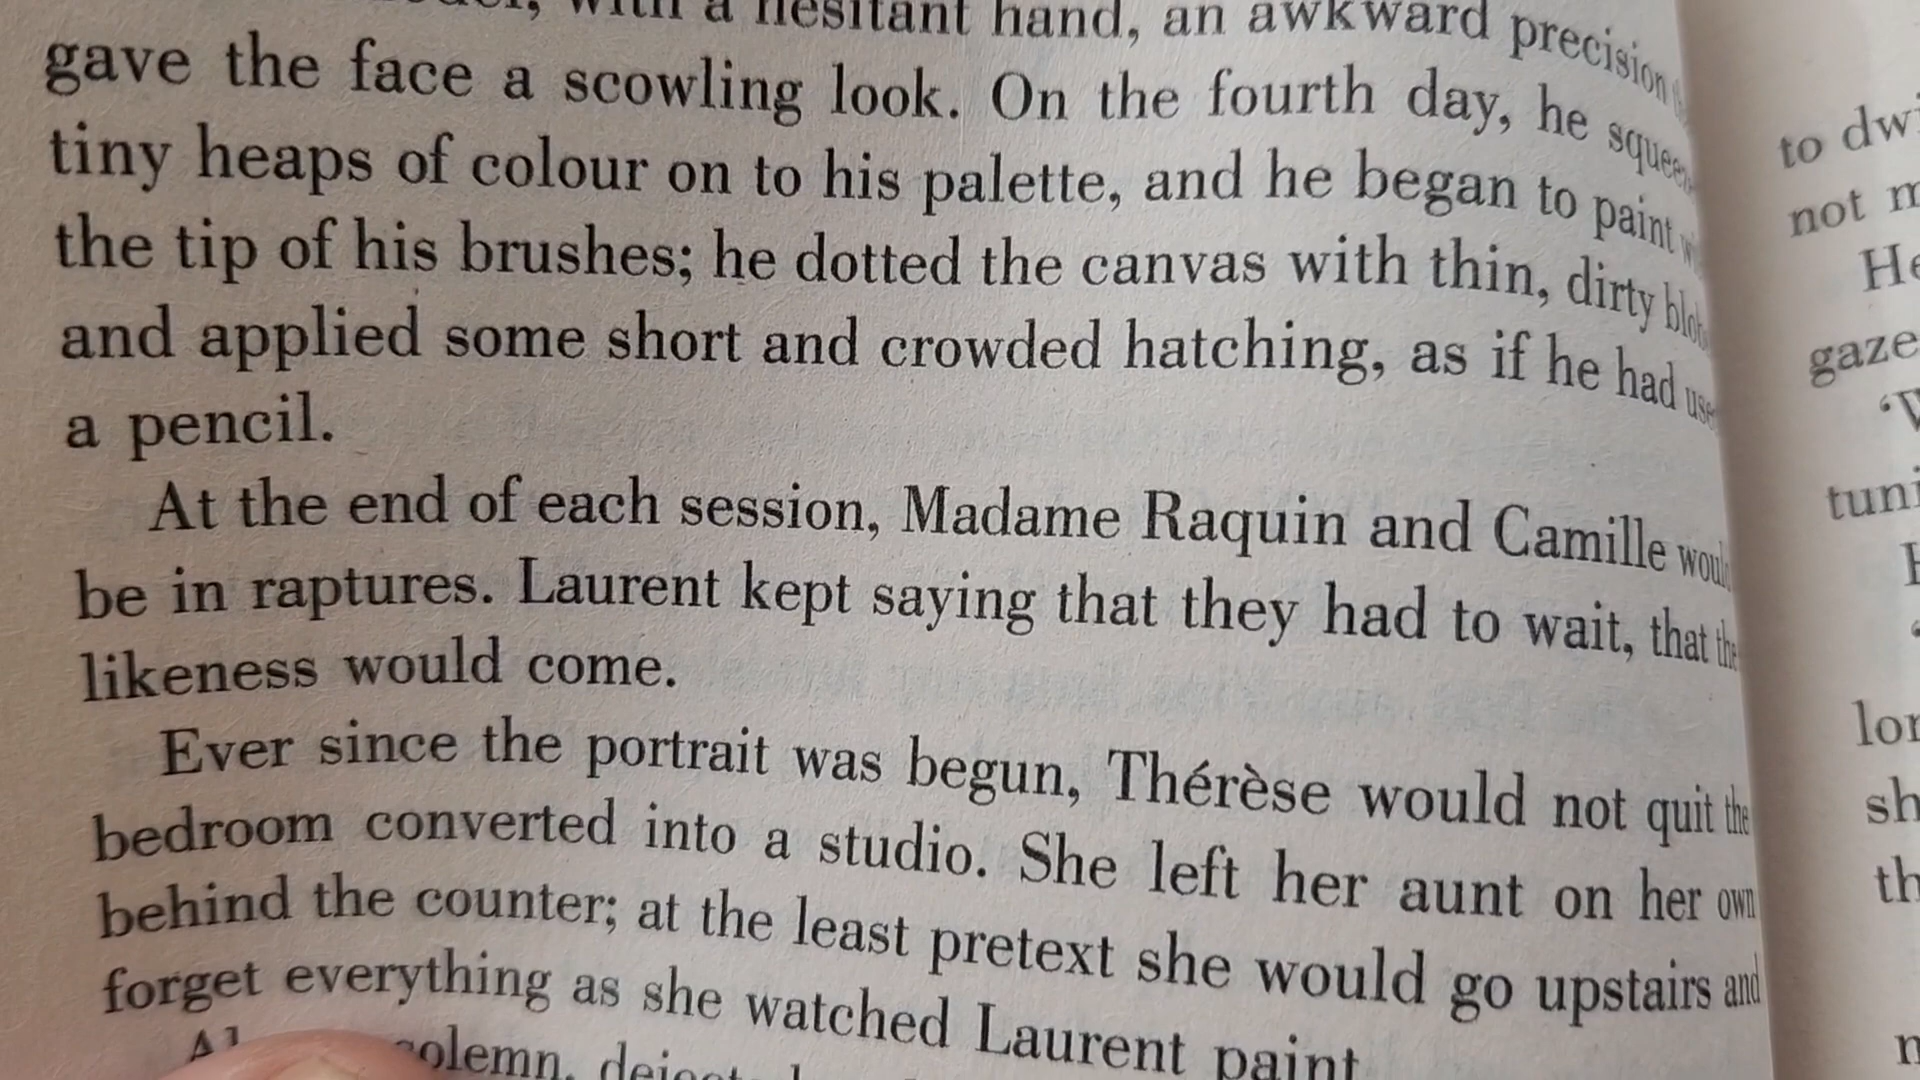 with a hesitant hand, an awkward precision
gave the face a scowling look. On the fourth day, he
tiny heaps of colour on to his palette, and he began to paint
the tip of his brushes; he dotted the canvas with thin, dirty
and applied some short and crowded hatching, as if he had
a pencil.
At the end of each session, Madame Raquin and Camille
be in raptures. Laurent kept saying that they had to wait, that the
likeness would come.
Ever since the portrait was begun, Thérèse would not quit the
bedroom converted into a studio. She left her aunt on her own
behind the counter; at the least pretext she would go upstairs and
forget everything as she watched Laurent paint
solemn,
to
not
gaze